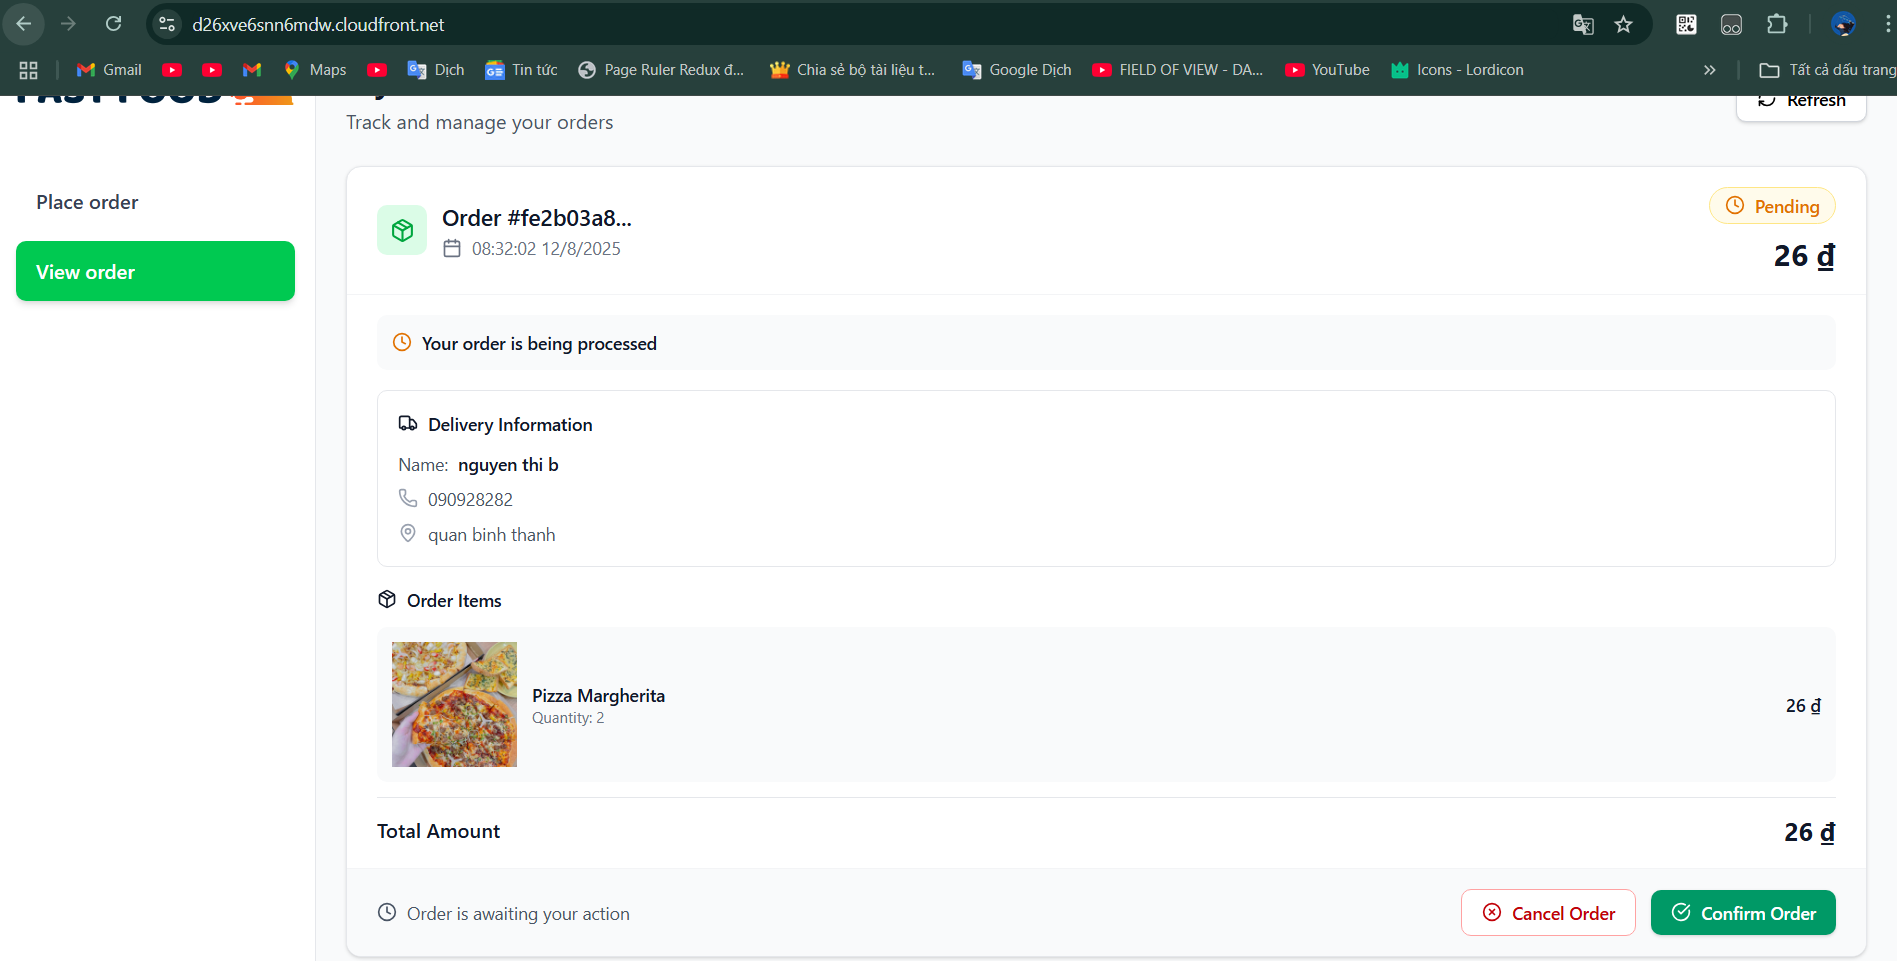 d26xve6snn6mdw.cloudfront.net
Gmail
Maps
Dịch
Tin tức
Page Ruler Redux đ...
Chia sẻ bộ tài liệu t...
Google Dịch
FIELD OF VIEW - DA...
YouTube
Icons - Lordicon
Tất cả dấu trang
FAST FOOD
Refresh
Track and manage your orders
Place order
View order
Order #fe2b03a8...
08:32:02 12/8/2025
Pending
26 ₫
Your order is being processed
Delivery Information
Name: nguyen thi b
090928282
quan binh thanh
Order Items
Pizza Margherita
Quantity: 2
26 ₫
Total Amount
26 ₫
Order is awaiting your action
Cancel Order
Confirm Order